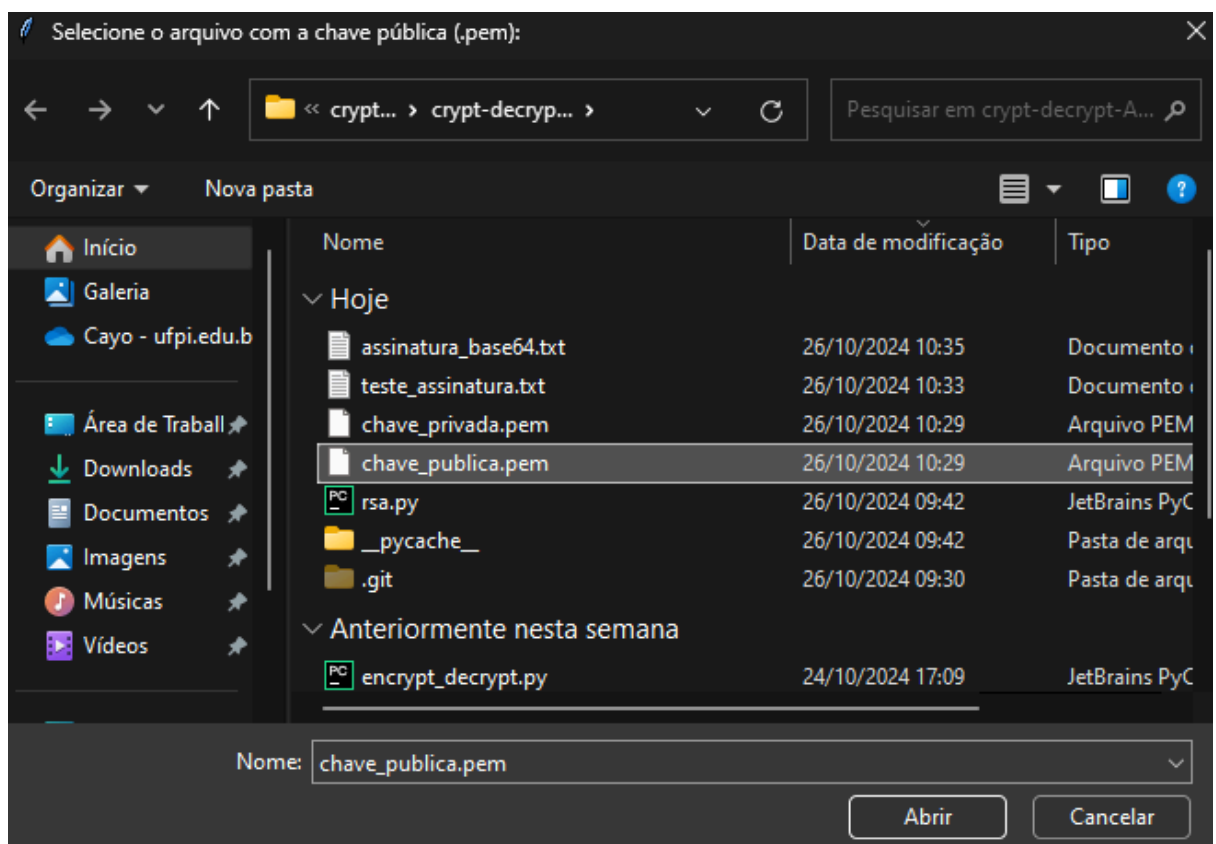 Selecione o arquivo com a chave pública (.pem):
« crypt... › crypt-decryp... ›
Pesquisar em crypt-decrypt-A...
Organizar Nova pasta
Início
Galeria
Cayo - ufpi.edu.b
Área de Traball
Downloads
Documentos
Imagens
Músicas
Vídeos
Nome Data de modificação Tipo
Hoje
assinatura_base64.txt 26/10/2024 10:35 Documento
teste_assinatura.txt 26/10/2024 10:33 Documento
chave_privada.pem 26/10/2024 10:29 Arquivo PEM
chave_publica.pem 26/10/2024 10:29 Arquivo PEM
PC rsa.py 26/10/2024 09:42 JetBrains PyC
__pycache__ 26/10/2024 09:42 Pasta de arqu
.git 26/10/2024 09:30 Pasta de arqu
Anteriormente nesta semana
PC encrypt_decrypt.py 24/10/2024 17:09 JetBrains PyC
Nome: chave_publica.pem
Abrir Cancelar